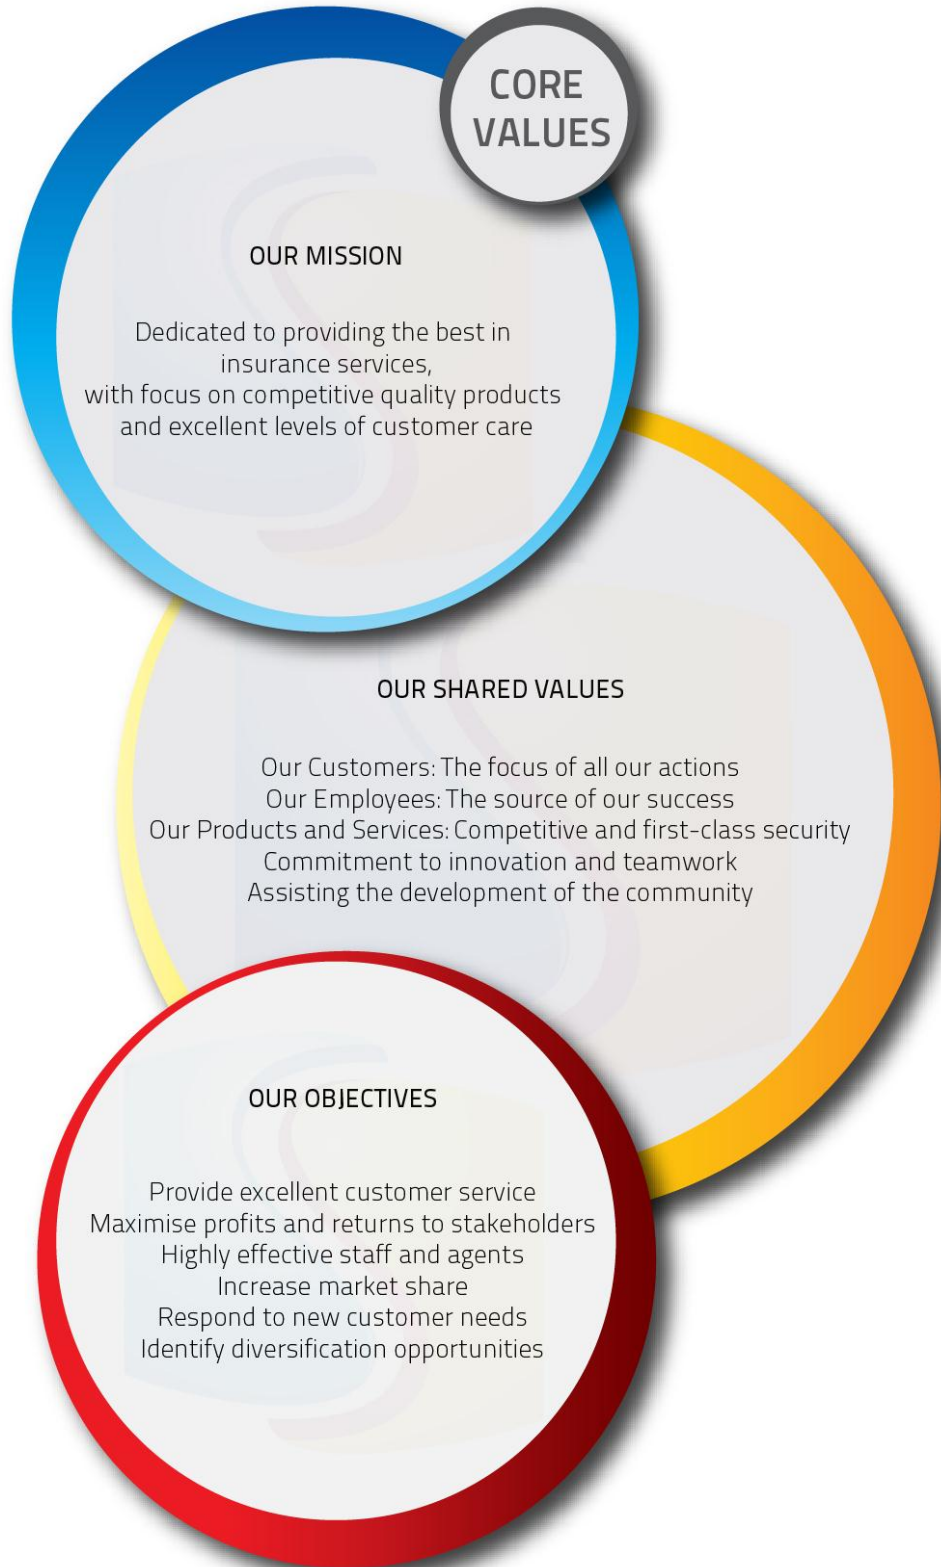 CORE
VALUES
OUR MISSION
Dedicated to providing the best in
insurance services,
with focus on competitive quality products
and excellent levels of customer care
OUR SHARED VALUES
Our Customers: The focus of all our actions
Our Employees: The source of our success
Our Products and Services: Competitive and first-class security
Commitment to innovation and teamwork
Assisting the development of the community
OUR OBJECTIVES
Provide excellent customer service
Maximise profits and returns to stakeholders
Highly effective staff and agents
Increase market share
Respond to new customer needs
Identify diversification opportunities